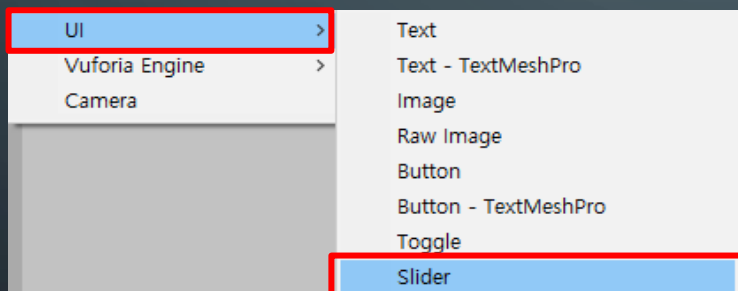 UI
Vuforia Engine
Camera
Text
Text - TextMeshPro
Image
Raw Image
Button
Button - TextMeshPro
Toggle
Slider